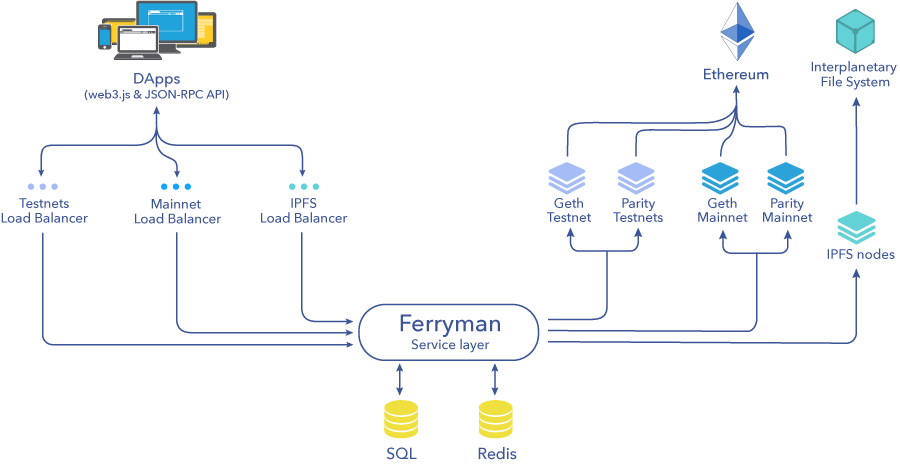 DApps
(web3.js & JSON-RPC API)
Ethereum
Interplanetary
File System
Testnets
Load Balancer
Mainnet
Load Balancer
IPFS
Load Balancer
Geth
Testnet
Parity
Testnets
Geth
Mainnet
Parity
Mainnet
IPFS nodes
Ferryman
Service layer
SQL
Redis